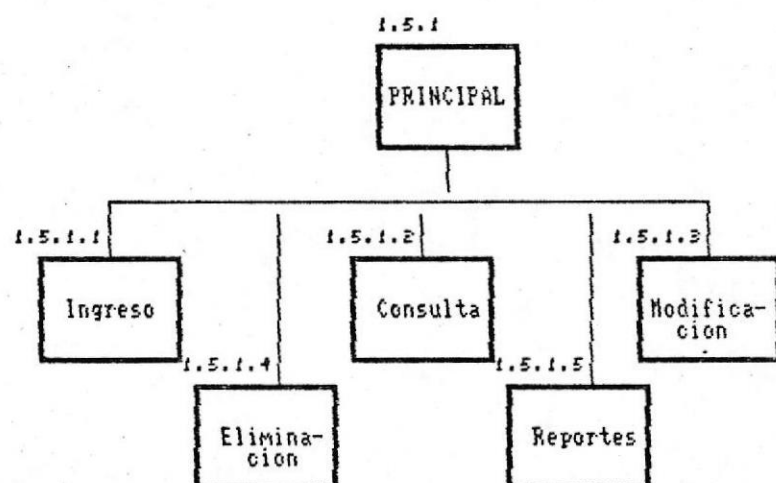 1.5.1
PRINCIPAL
1.5.1.1
Ingreso
1.5.1.2
Consulta
1.5.1.3
Modifica-
cion
1.5.1.4
Elimina-
cion
1.5.1.5
Reportes